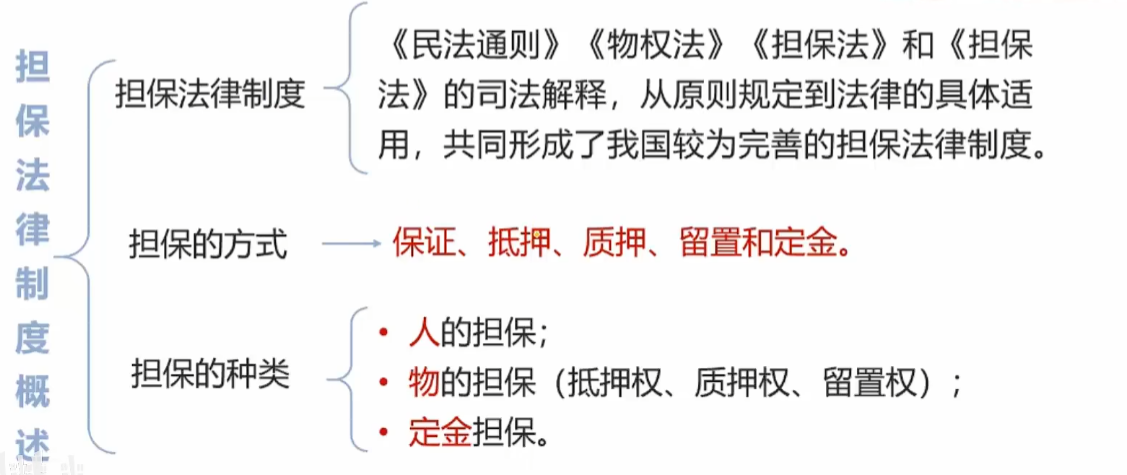 担保法律制度概述
担保法律制度
《民法通则》《物权法》《担保法》和《担保
法》的司法解释，从原则规定到法律的具体适
用，共同形成了我国较为完善的担保法律制度。
担保的方式
保证、抵押、质押、留置和定金。
担保的种类
• 人的担保；
• 物的担保（抵押权、质押权、留置权）；
• 定金担保。